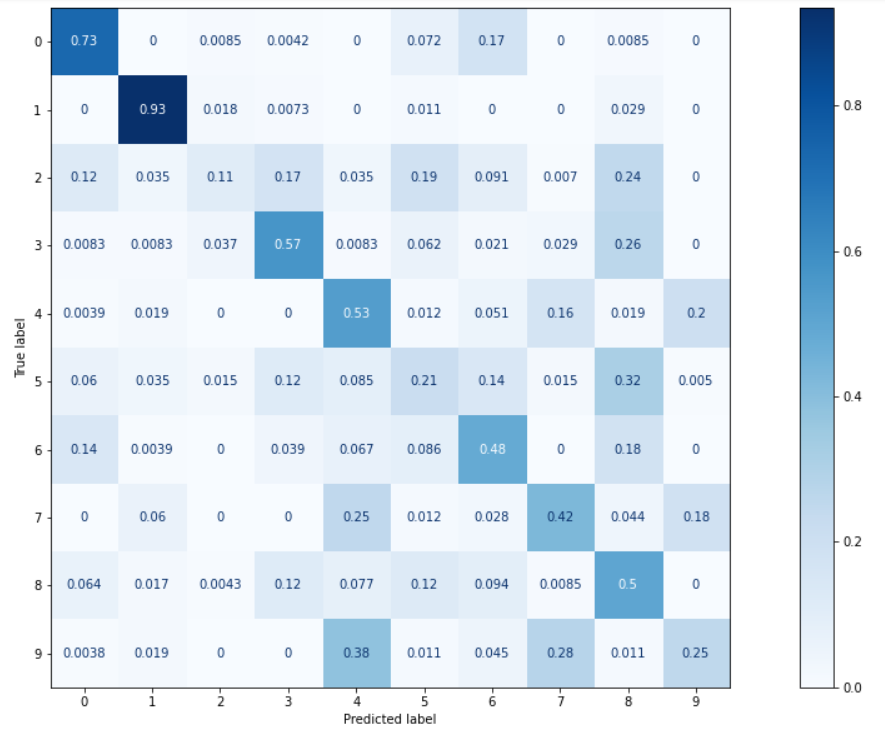 0 0.73 0 0.0085 0.0042 0 0.072 0.17 0 0.0085 0
1 0 0.93 0.018 0.0073 0 0.011 0 0 0.029 0
0.8
2 0.12 0.035 0.11 0.17 0.035 0.19 0.091 0.007 0.24 0
3 0.0083 0.0083 0.037 0.57 0.0083 0.062 0.021 0.029 0.26 0
0.6
4 0.0039 0.019 0 0 0.53 0.012 0.051 0.16 0.019 0.2
True label
5 0.06 0.035 0.015 0.12 0.085 0.21 0.14 0.015 0.32 0.005
0.4
6 0.14 0.0039 0 0.039 0.067 0.086 0.48 0 0.18 0
7 0 0.06 0 0 0.25 0.012 0.028 0.42 0.044 0.18
0.2
8 0.064 0.017 0.0043 0.12 0.077 0.12 0.094 0.0085 0.5 0
9 0.0038 0.019 0 0 0.38 0.011 0.045 0.28 0.011 0.25
0.0
0 1 2 3 4 5 6 7 8 9
Predicted label